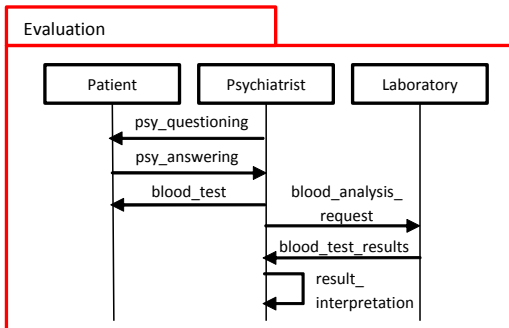 Evaluation
Patient
Psychiatrist
Laboratory
psy_questioning
psy_answering
blood_test
blood_analysis_
request
blood_test_results
result_
interpretation